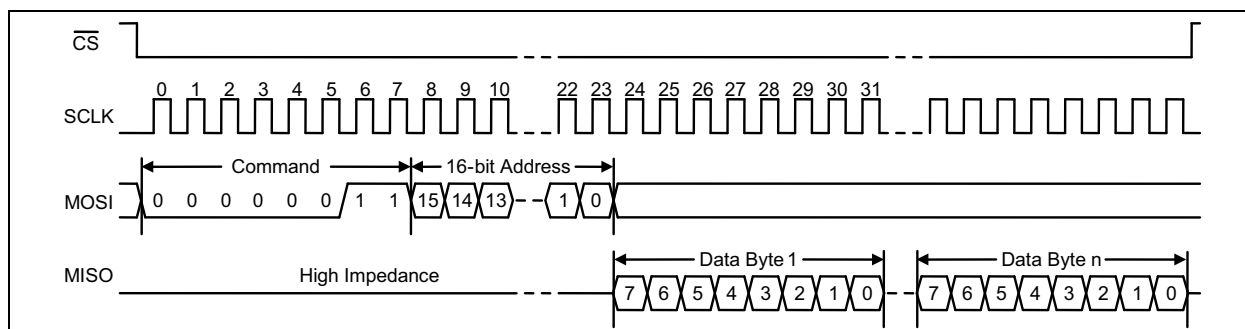 CS
0 1 2 3 4 5 6 7 8 9 10 22 23 24 25 26 27 28 29 30 31
SCLK
Command 16-bit Address
MOSI 0 0 0 0 0 0 1 1 15 14 13 1 0
Data Byte 1 Data Byte n
MISO High Impedance
7 6 5 4 3 2 1 0 7 6 5 4 3 2 1 0